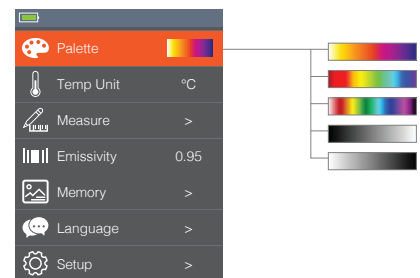 Palette
Temp Unit °C
Measure >
Emissivity 0.95
Memory >
Language >
Setup >